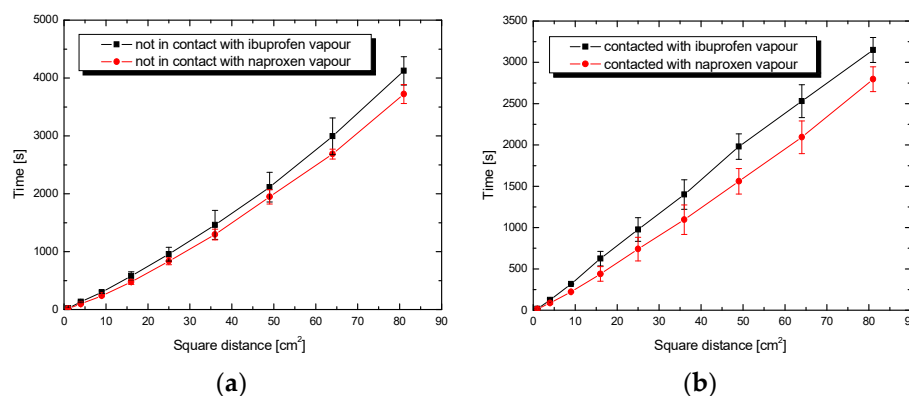 not in contact with ibuprofen vapour
not in contact with naproxen vapour
5000
4000
3000
2000
1000
0
Time [s]
0 10 20 30 40 50 60 70 80 90
Square distance [cm²]
(a)
contacted with ibuprofen vapour
contacted with naproxen vapour
3500
3000
2500
2000
1500
1000
500
0
Time [s]
0 10 20 30 40 50 60 70 80 90
Square distance [cm²]
(b)